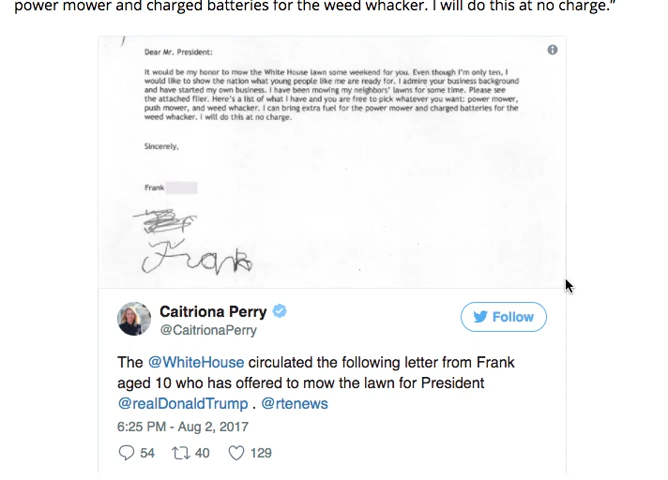 power mower and charged batteries for the weed whacker. I will do this at no charge.”
Dear Mr. President:
It would be my honor to mow the White House lawn some weekend for you. Even though I'm only ten, I
would like to show the nation what young people like me are ready for. I admire your business background
and have started my own business. I have been mowing my neighbors' lawns for some time. Please see
the attached flier. Here's a list of what I have and you are free to pick whatever you want: power mower,
push mower, and weed whacker. I can bring extra fuel for the power mower and charged batteries for the
weed whacker. I will do this at no charge.
Sincerely,
Frank
Frank
Caitriona Perry
@CaitrionaPerry
Follow
The @WhiteHouse circulated the following letter from Frank
aged 10 who has offered to mow the lawn for President
@realDonaldTrump . @rtenews
6:25 PM - Aug 2, 2017
54 40 129